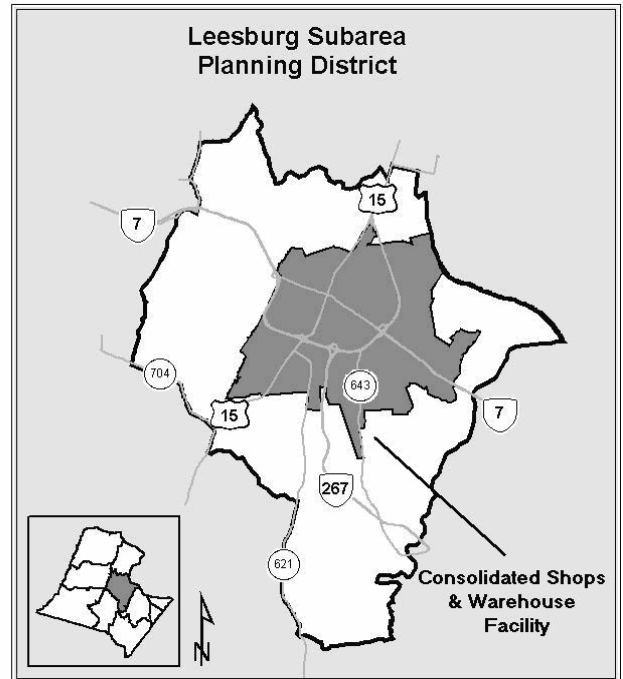 Leesburg Subarea
Planning District
15
7
704
643
15
7
267
621
Consolidated Shops
& Warehouse
Facility
N